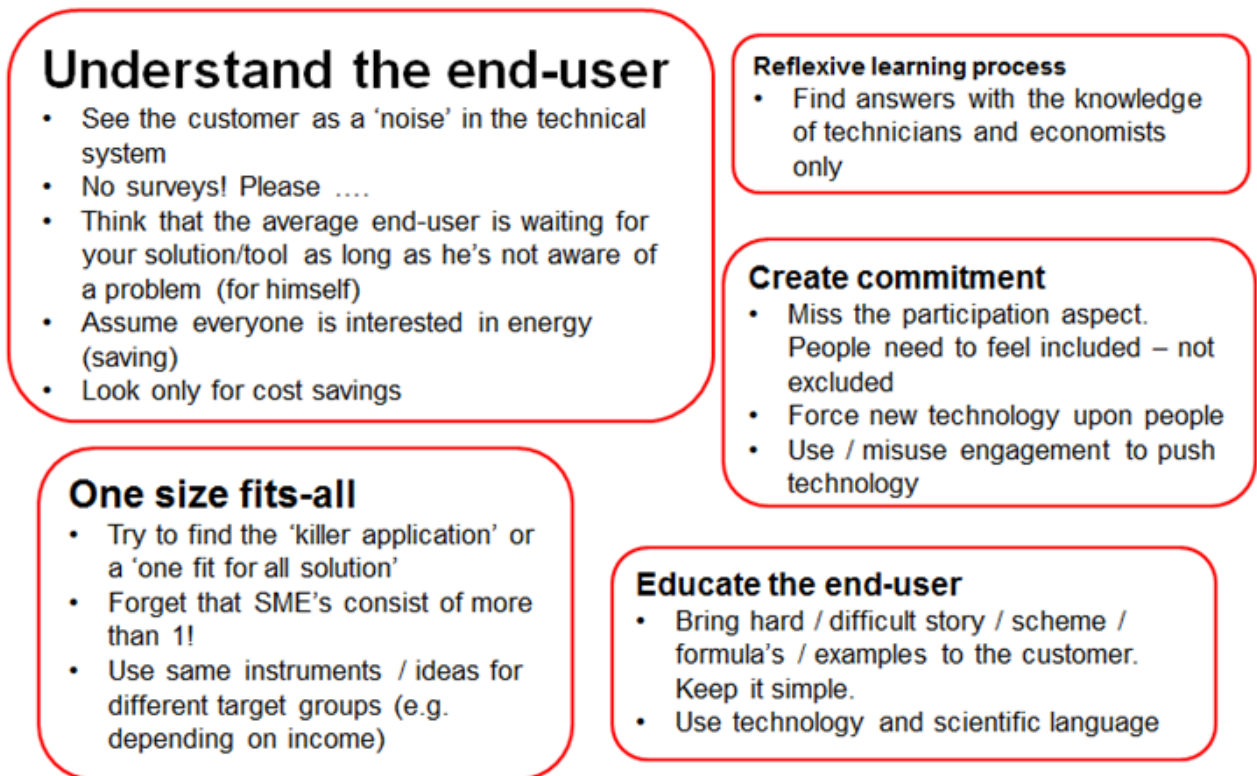 Understand the end-user
• See the customer as a ‘noise’ in the technical
system
• No surveys! Please ….
• Think that the average end-user is waiting for
your solution/tool as long as he’s not aware of
a problem (for himself)
• Assume everyone is interested in energy
(saving)
• Look only for cost savings
Reflexive learning process
• Find answers with the knowledge
of technicians and economists
only
Create commitment
• Miss the participation aspect.
People need to feel included – not
excluded
• Force new technology upon people
• Use / misuse engagement to push
technology
One size fits-all
• Try to find the ‘killer application’ or
a ‘one fit for all solution’
• Forget that SME’s consist of more
than 1!
• Use same instruments / ideas for
different target groups (e.g.
depending on income)
Educate the end-user
• Bring hard / difficult story / scheme /
formula’s / examples to the customer.
Keep it simple.
• Use technology and scientific language